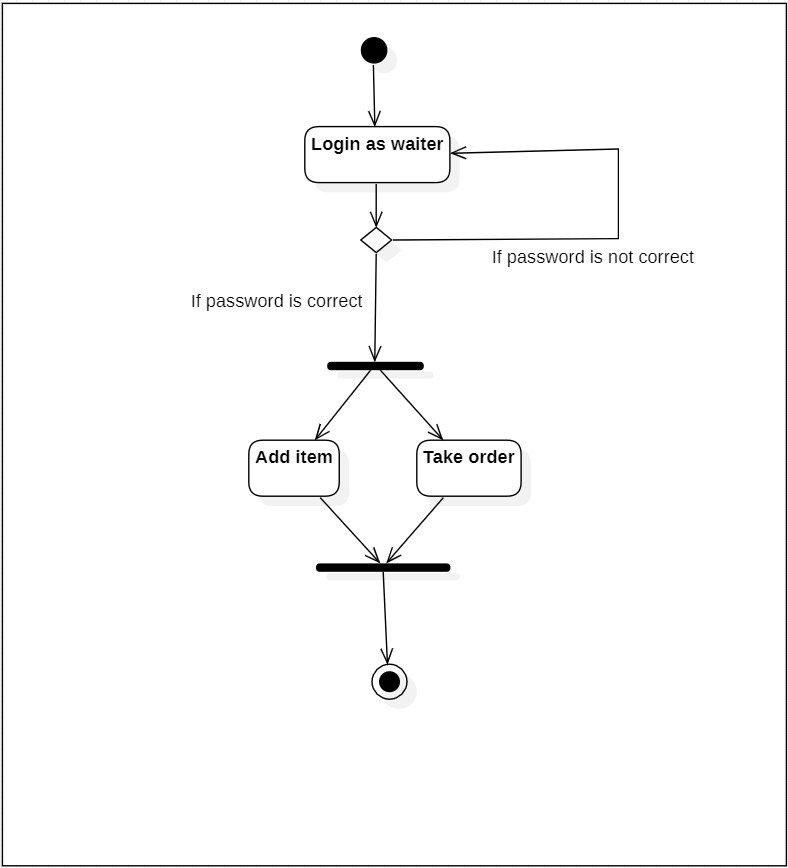 Login as waiter
If password is not correct
If password is correct
Add item
Take order